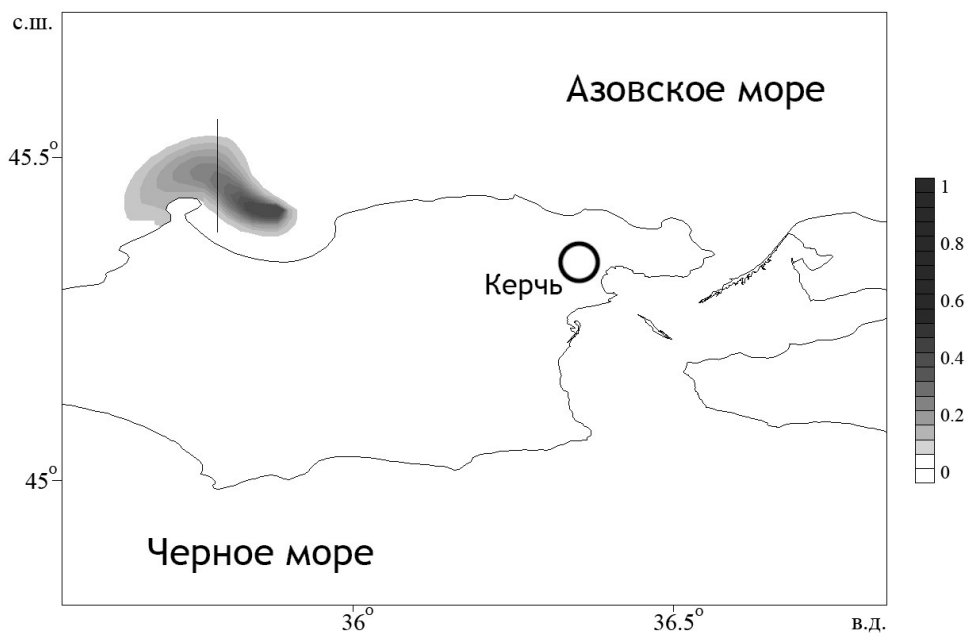 с.ш.
Азовское море
45.5°
1
0.8
Керчь
0.6
0.4
0.2
45°
0
Черное море
36°
36.5°
в.д.